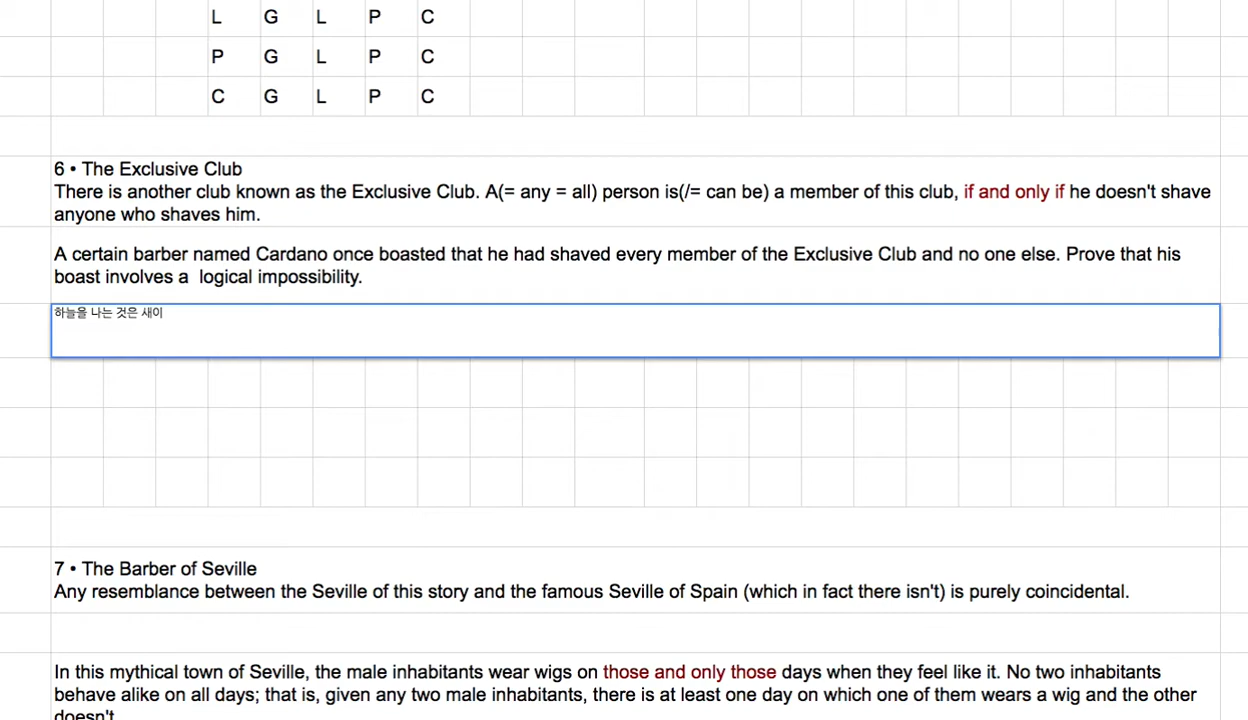 L G L P C
P G L P C
C G L P C
6 • The Exclusive Club
There is another club known as the Exclusive Club. A(= any = all) person is(/= can be) a member of this club, if and only if he doesn't shave
anyone who shaves him.
A certain barber named Cardano once boasted that he had shaved every member of the Exclusive Club and no one else. Prove that his
boast involves a  logical impossibility.
하늘을 나는 것은 새이
7 • The Barber of Seville
Any resemblance between the Seville of this story and the famous Seville of Spain (which in fact there isn't) is purely coincidental.
In this mythical town of Seville, the male inhabitants wear wigs on those and only those days when they feel like it. No two inhabitants
behave alike on all days; that is, given any two male inhabitants, there is at least one day on which one of them wears a wig and the other
doesn't.